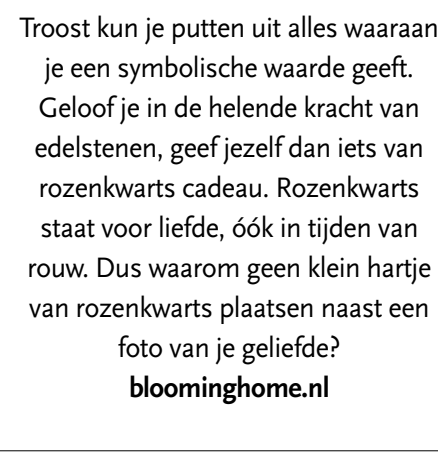 Troost kun je putten uit alles waaraan
je een symbolische waarde geeft.
Geloof je in de helende kracht van
edelstenen, geef jezelf dan iets van
rozenkwarts cadeau. Rozenkwarts
staat voor liefde, óók in tijden van
rouw. Dus waarom geen klein hartje
van rozenkwarts plaatsen naast een
foto van je geliefde?
bloominghome.nl